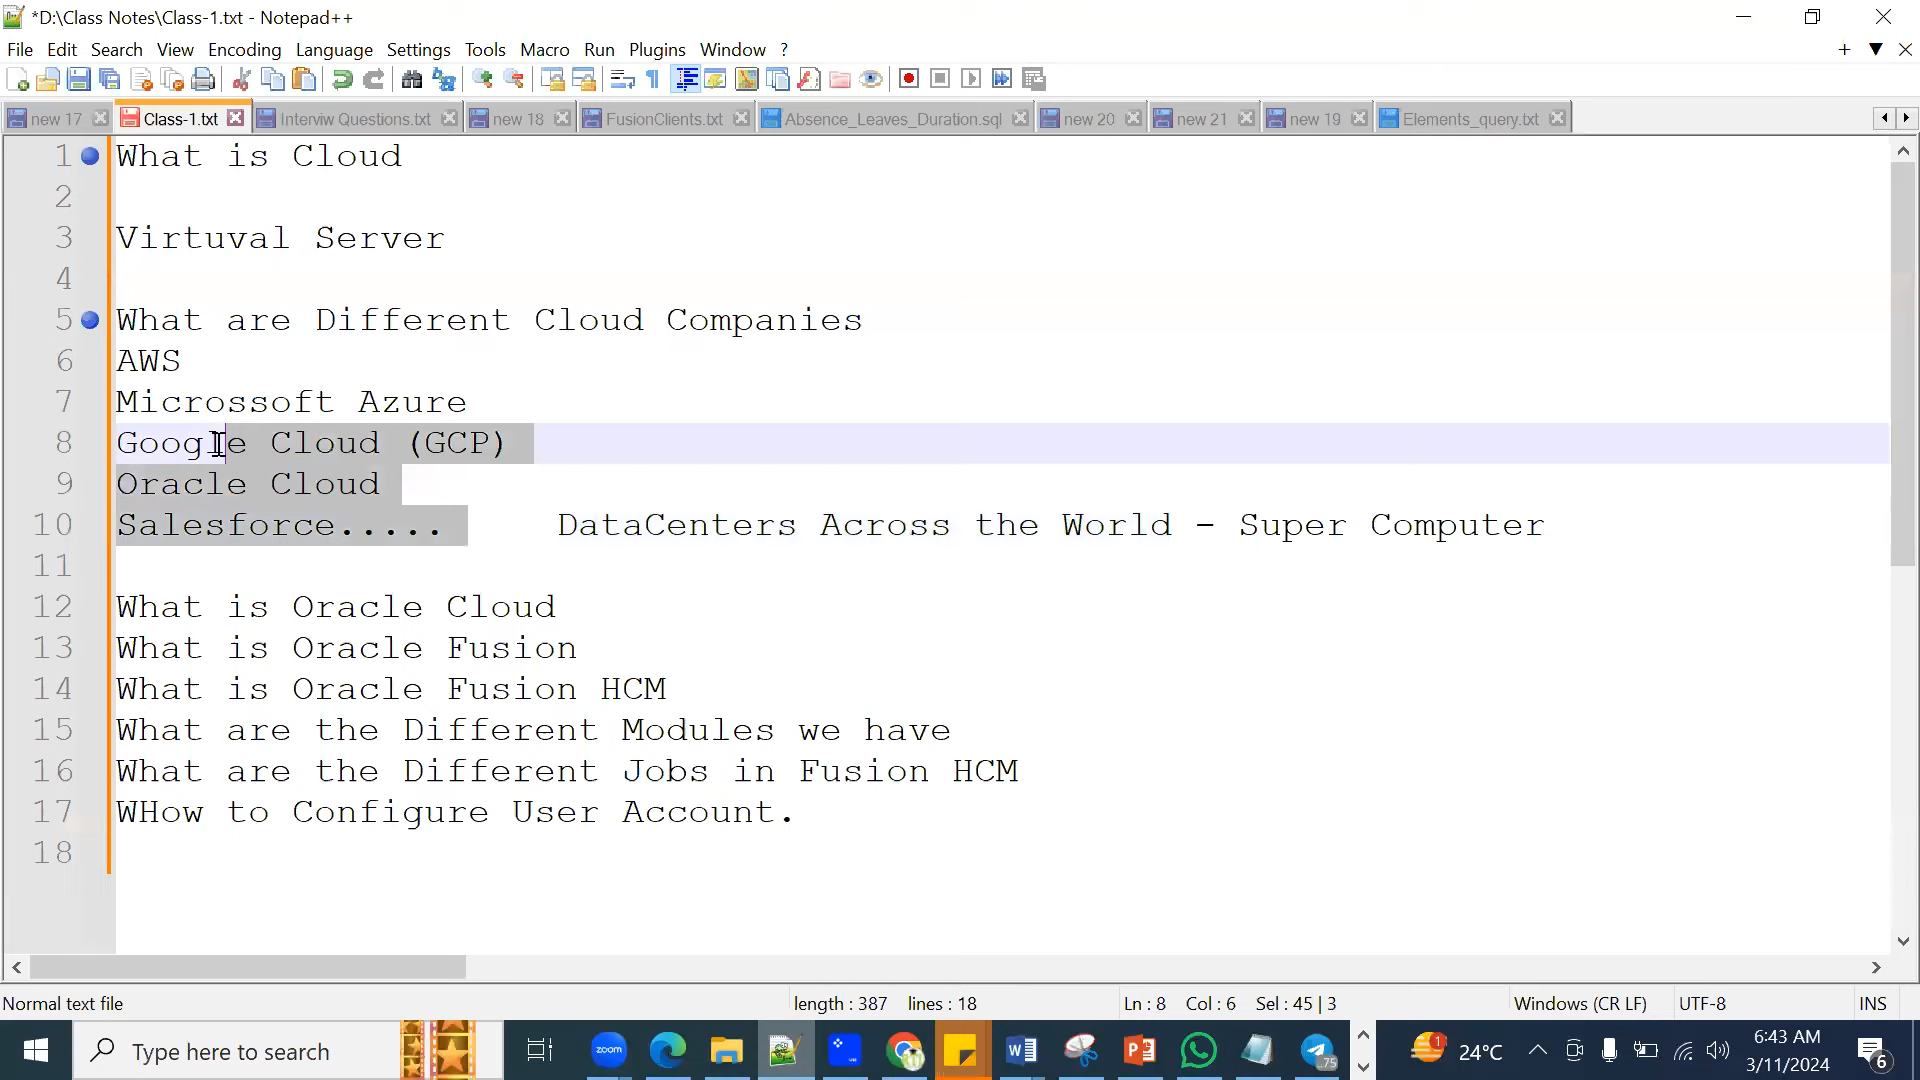 *D:\Class Notes\Class-1.txt - Notepad++
File Edit Search View Encoding Language Settings Tools Macro Run Plugins Window ?
new 17 Class-1.txt Interviw Questions.txt new 18 FusionClients.txt Absence_Leaves_Duration.sql new 20 new 21 new 19 Elements_query.txt
1 What is Cloud
2
3 Virtuval Server
4
5 What are Different Cloud Companies
6 AWS
7 Microssoft Azure
8 Google Cloud (GCP)
9 Oracle Cloud
10 Salesforce..... DataCenters Across the World - Super Computer
11
12 What is Oracle Cloud
13 What is Oracle Fusion
14 What is Oracle Fusion HCM
15 What are the Different Modules we have
16 What are the Different Jobs in Fusion HCM
17 WHow to Configure User Account.
18
Normal text file length : 387 lines : 18 Ln : 8 Col : 6 Sel : 45 | 3 Windows (CR LF) UTF-8 INS
Type here to search zoom 75 1 24°C 6:43 AM 6
3/11/2024